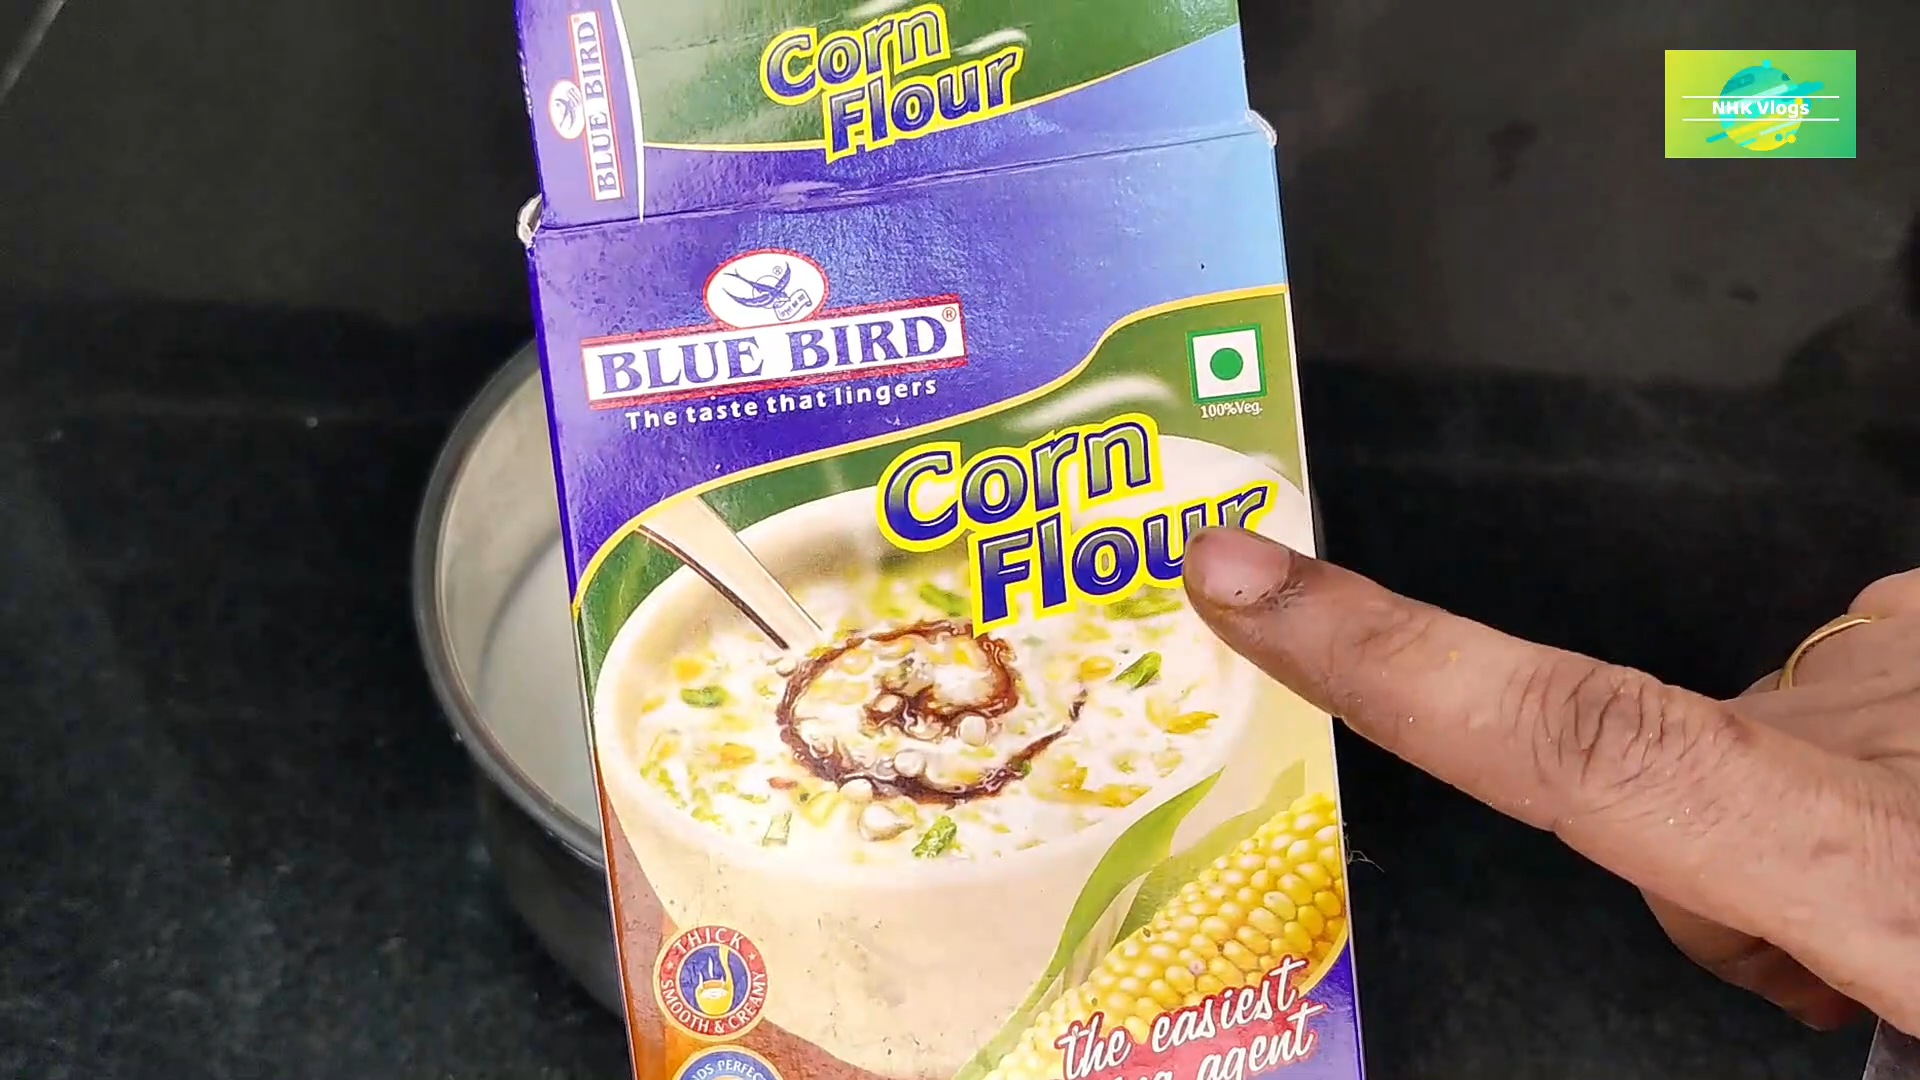 Corn
Flour
BLUE BIRD
NHK Vlogs
BLUE BIRD®
The taste that lingers
100%Veg.
Corn
Flour
THICK
SMOOTH & CREAMY
the easiest
agent